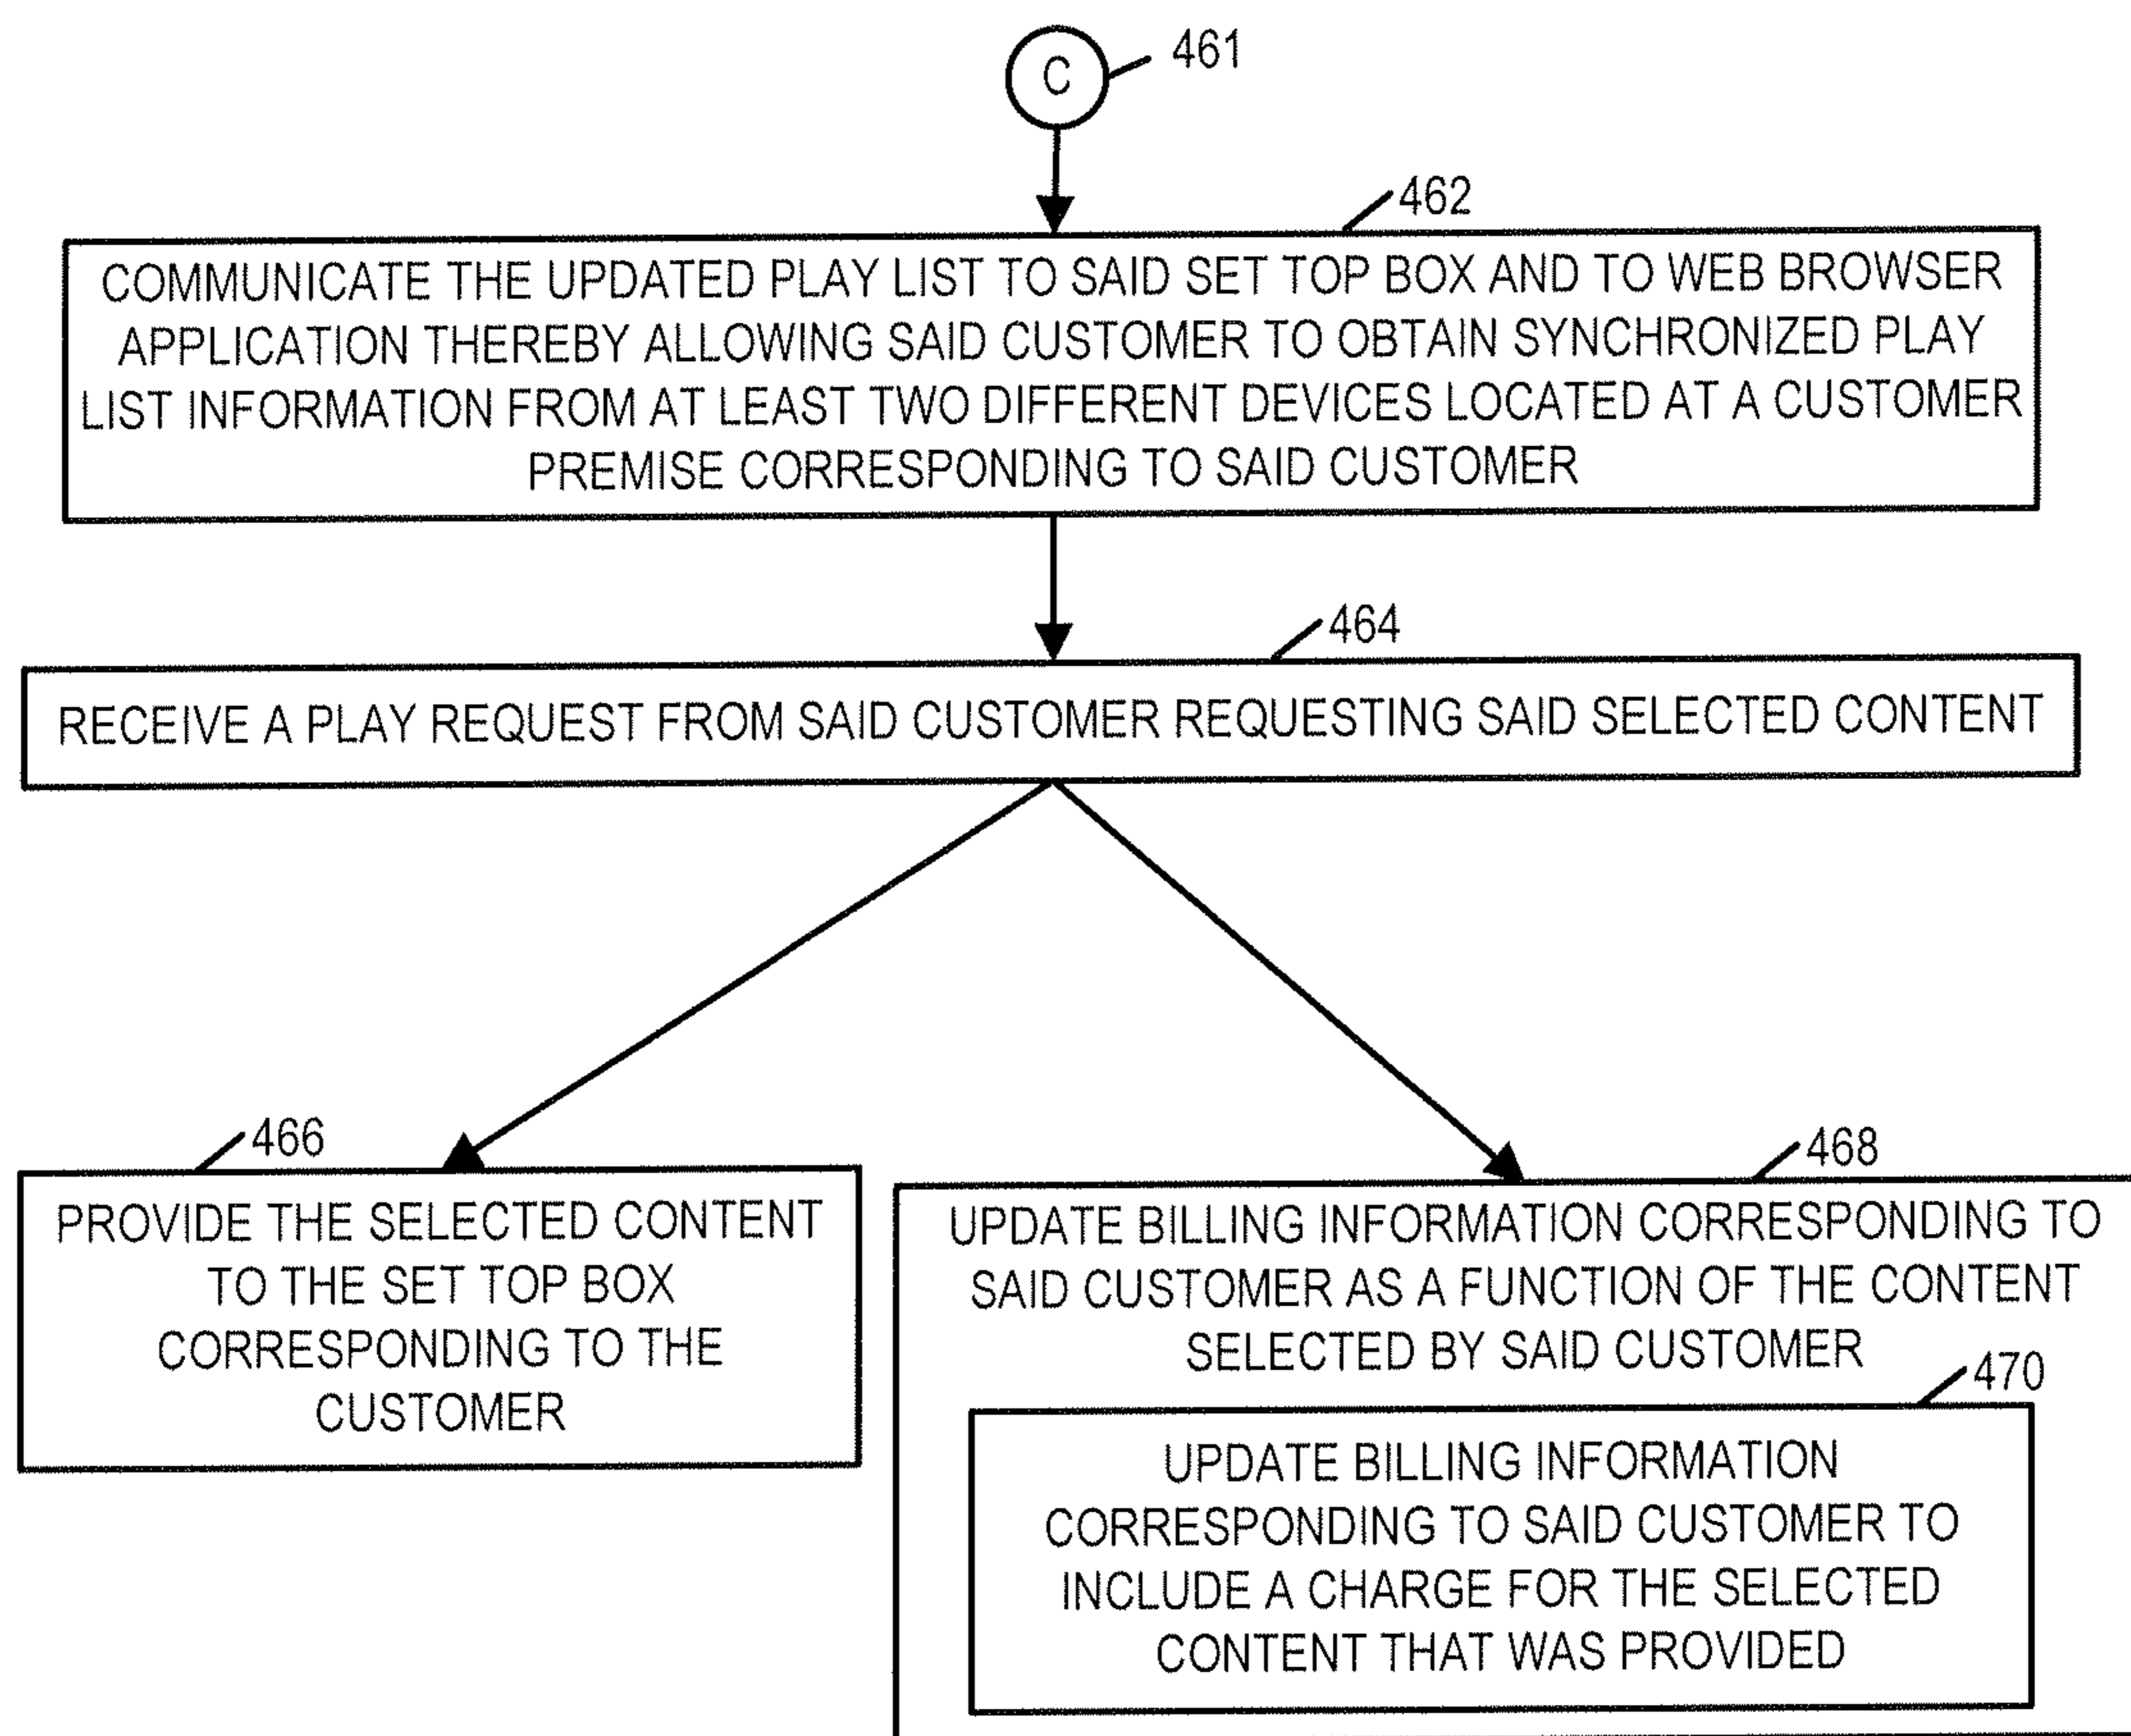 C
461
462
COMMUNICATE THE UPDATED PLAY LIST TO SAID SET TOP BOX AND TO WEB BROWSER
APPLICATION THEREBY ALLOWING SAID CUSTOMER TO OBTAIN SYNCHRONIZED PLAY
LIST INFORMATION FROM AT LEAST TWO DIFFERENT DEVICES LOCATED AT A CUSTOMER
PREMISE CORRESPONDING TO SAID CUSTOMER
464
RECEIVE A PLAY REQUEST FROM SAID CUSTOMER REQUESTING SAID SELECTED CONTENT
466
PROVIDE THE SELECTED CONTENT
TO THE SET TOP BOX
CORRESPONDING TO THE
CUSTOMER
468
UPDATE BILLING INFORMATION CORRESPONDING TO
SAID CUSTOMER AS A FUNCTION OF THE CONTENT
SELECTED BY SAID CUSTOMER
470
UPDATE BILLING INFORMATION
CORRESPONDING TO SAID CUSTOMER TO
INCLUDE A CHARGE FOR THE SELECTED
CONTENT THAT WAS PROVIDED